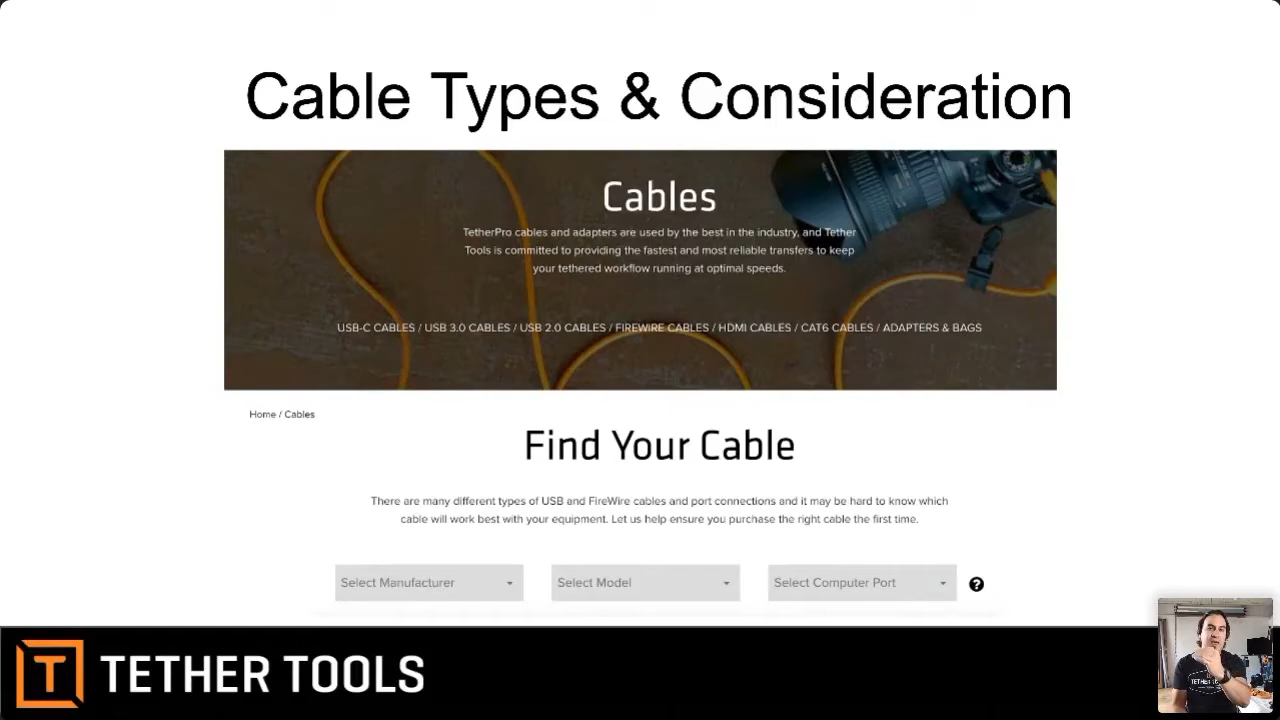 Cable Types & Consideration
Cables
TetherPro cables and adapters are used by the best in the industry, and Tether
Tools is committed to providing the fastest and most reliable transfers to keep
your tethered workflow running at optimal speeds.
USB-C CABLES / USB 3.0 CABLES / USB 2.0 CABLES / FIREWIRE CABLES / HDMI CABLES / CAT6 CABLES / ADAPTERS & BAGS
Home / Cables
Find Your Cable
There are many different types of USB and FireWire cables and port connections and it may be hard to know which
cable will work best with your equipment. Let us help ensure you purchase the right cable the first time.
Select Manufacturer
Select Model
Select Computer Port
?
T TETHER TOOLS